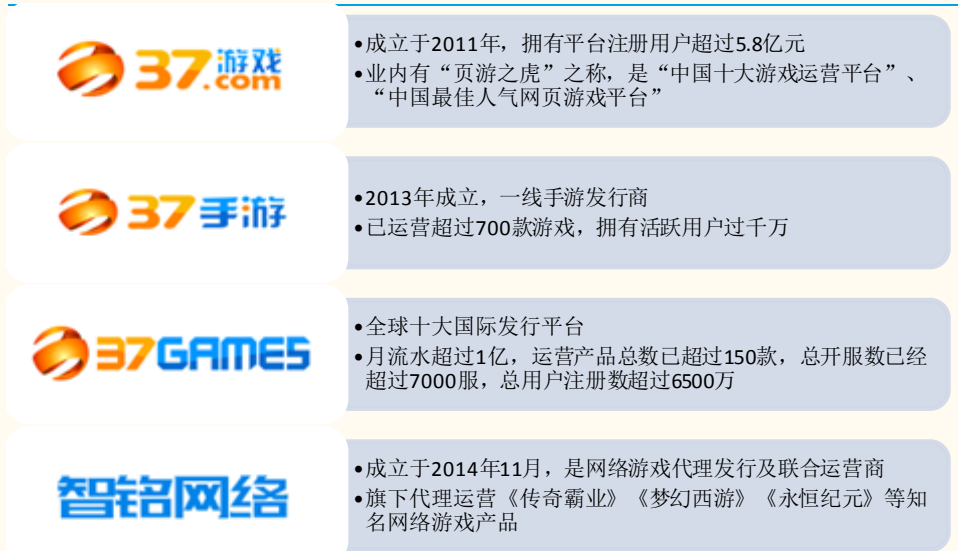 37游戏
.com
•成立于2011年，拥有平台注册用户超过5.8亿元
•业内有“页游之虎”之称，是“中国十大游戏运营平台”、
“中国最佳人气网页游戏平台”
37手游
•2013年成立，一线手游发行商
•已运营超过700款游戏，拥有活跃用户过千万
37GAMES
•全球十大国际发行平台
•月流水超过1亿，运营产品总数已超过150款，总开服数已经
超过7000服，总用户注册数超过6500万
智铭网络
•成立于2014年11月，是网络游戏代理发行及联合运营商
•旗下代理运营《传奇霸业》《梦幻西游》《永恒纪元》等知
名网络游戏产品